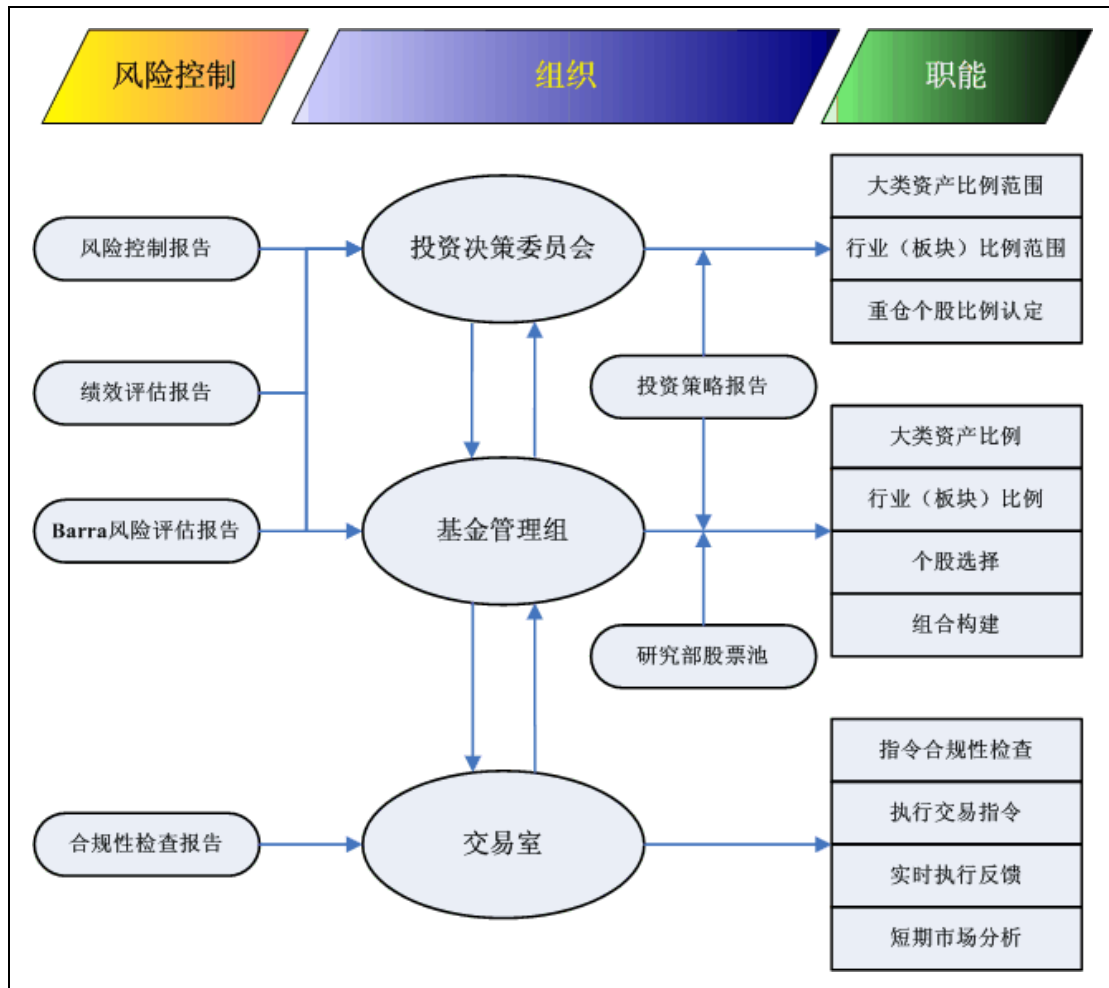 风险控制
组织
职能
大类资产比例范围
风险控制报告
投资决策委员会
行业（板块）比例范围
重仓个股比例认定
绩效评估报告
投资策略报告
大类资产比例
行业（板块）比例
Barra风险评估报告
基金管理组
个股选择
组合构建
研究部股票池
指令合规性检查
执行交易指令
合规性检查报告
交易室
实时执行反馈
短期市场分析